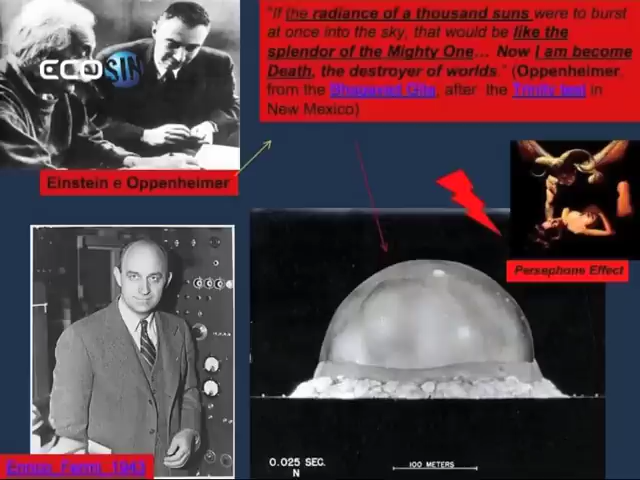 "If the radiance of a thousand suns were to burst
at once into the sky, that would be like the
splendor of the Mighty One… Now I am become
Death, the destroyer of worlds." (Oppenheimer,
from the Bhagavad Gita, after the Trinity test in
New Mexico)
ECOSIN
Einstein e Oppenheimer
Persephone Effect
Enrico Fermi, 1943
0.025 SEC.
N
100 METERS